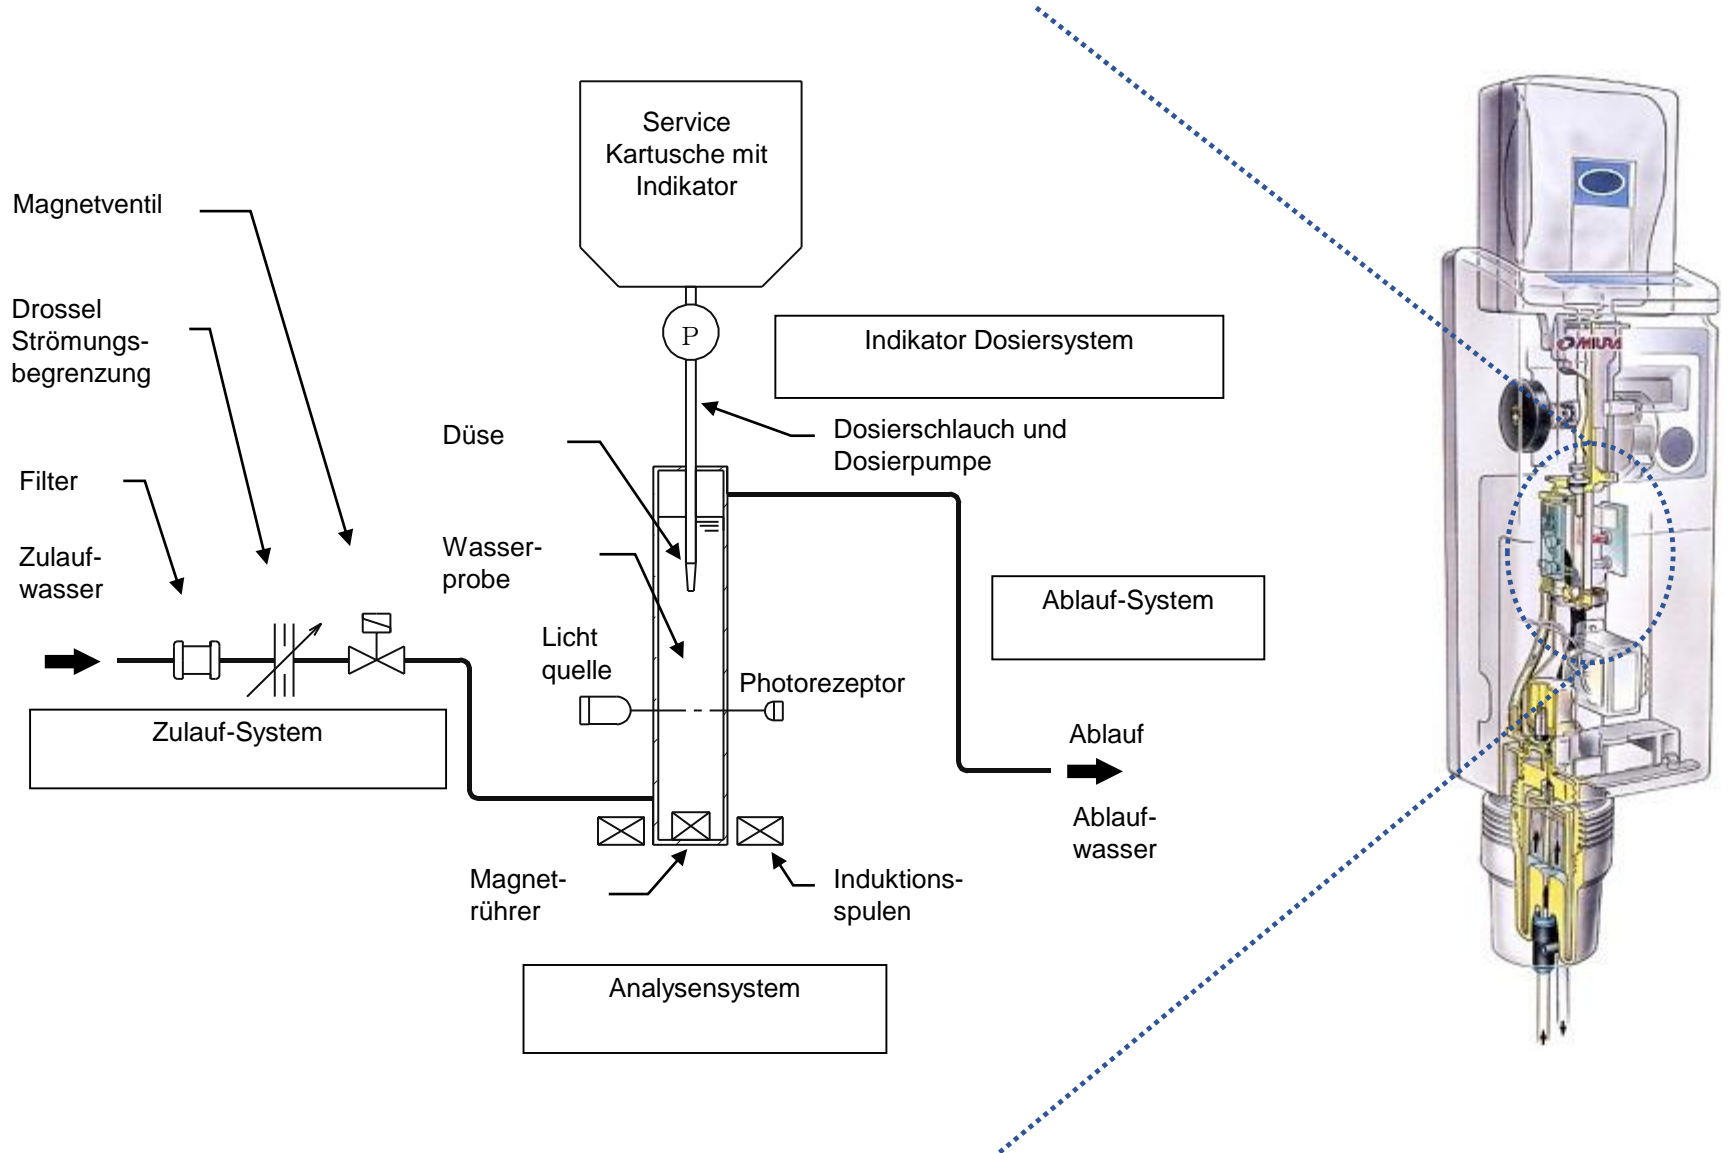 Service
Kartusche mit
Indikator
Magnetventil
Drossel
Strömungs-
begrenzung
P
Indikator Dosiersystem
MIURA
Düse
Dosierschlauch und
Dosierpumpe
Filter
Zulauf-
wasser
Wasser-
probe
Ablauf-System
Licht
quelle
Photorezeptor
Zulauf-System
Ablauf
Ablauf-
wasser
Magnet-
rührer
Induktions-
spulen
Analysensystem